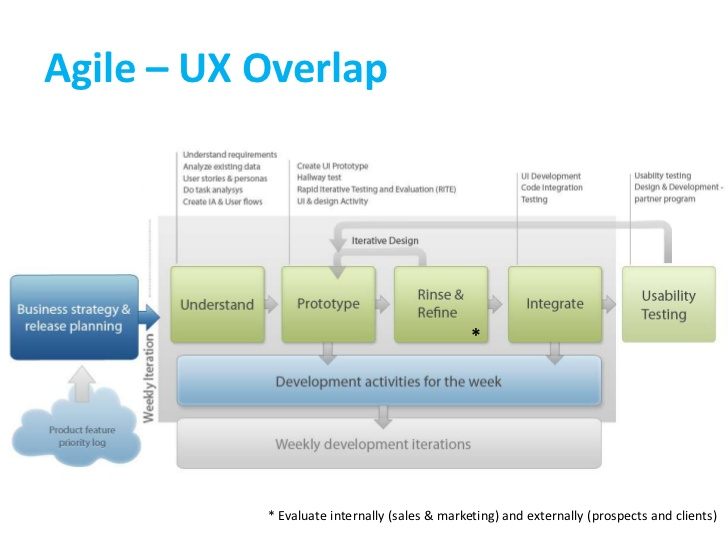 Agile – UX Overlap
Understand requirements
Analyze existing data
User stories & personas
Do task analysys
Create IA & User flows
Create UI Prototype
Hallway test
Rapid Iterative Testing and Evaluation (RITE)
UI & design Activity
UI Development
Code Integration
Testing
Usablity testing
Design & Development -
partner program
Iterative Design
Business strategy &
release planning
Understand
Prototype
Rinse &
Refine
*
Integrate
Usability
Testing
Weekly Iteration
Development activities for the week
Product feature
priority log
Weekly development iterations
* Evaluate internally (sales & marketing) and externally (prospects and clients)